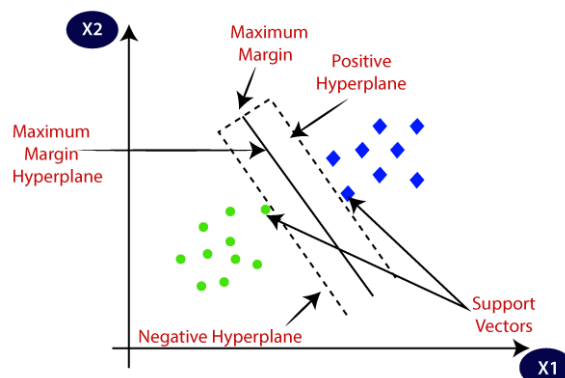 X2
Maximum
Margin
Positive
Hyperplane
Maximum
Margin
Hyperplane
Negative Hyperplane
Support
Vectors
X1